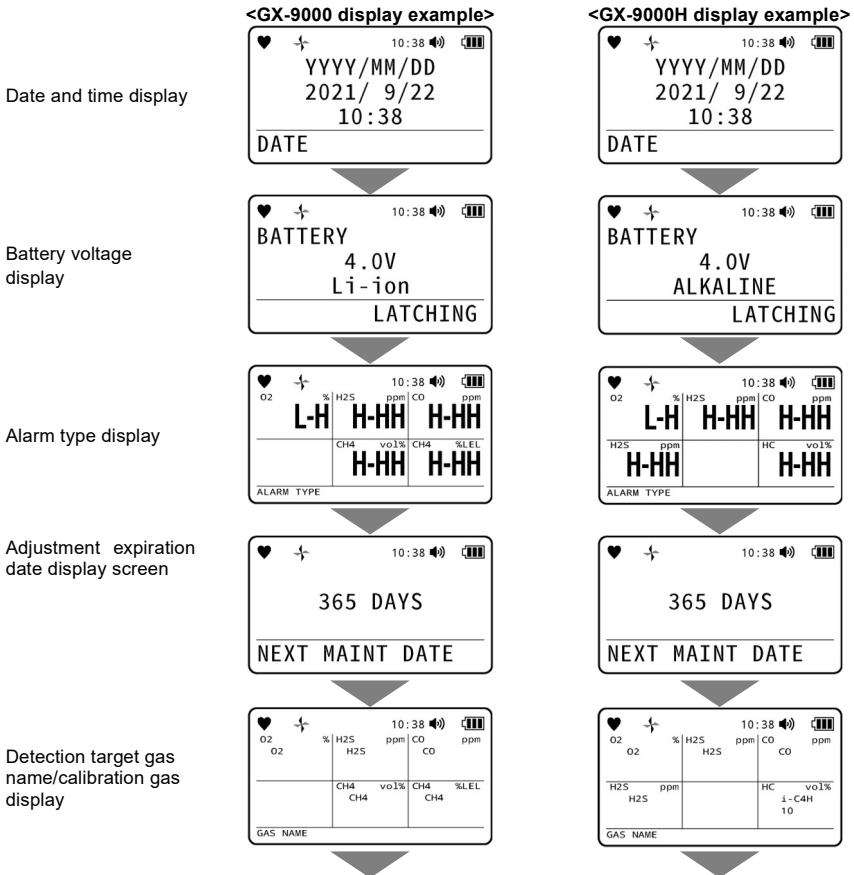 <GX-9000 display example>
<GX-9000H display example>
Date and time display
10:38
YYYY/MM/DD
2021/ 9/22
10:38
DATE
10:38
YYYY/MM/DD
2021/ 9/22
10:38
DATE
Battery voltage
display
10:38
BATTERY
4.0V
Li-ion
LATCHING
10:38
BATTERY
4.0V
ALKALINE
LATCHING
Alarm type display
10:38
O2 % H2S ppm CO ppm
L-H H-HH H-HH
CH4 vol% CH4 %LEL
H-HH H-HH
ALARM TYPE
10:38
O2 % H2S ppm CO ppm
L-H H-HH H-HH
H2S ppm HC vol%
H-HH H-HH
ALARM TYPE
Adjustment expiration
date display screen
10:38
365 DAYS
NEXT MAINT DATE
10:38
365 DAYS
NEXT MAINT DATE
Detection target gas
name/calibration gas
display
10:38
O2 % H2S ppm CO ppm
O2 H2S CO
CH4 vol% CH4 %LEL
CH4 CH4
GAS NAME
10:38
O2 % H2S ppm CO ppm
O2 H2S CO
H2S ppm HC vol%
H2S i-C4H
10
GAS NAME